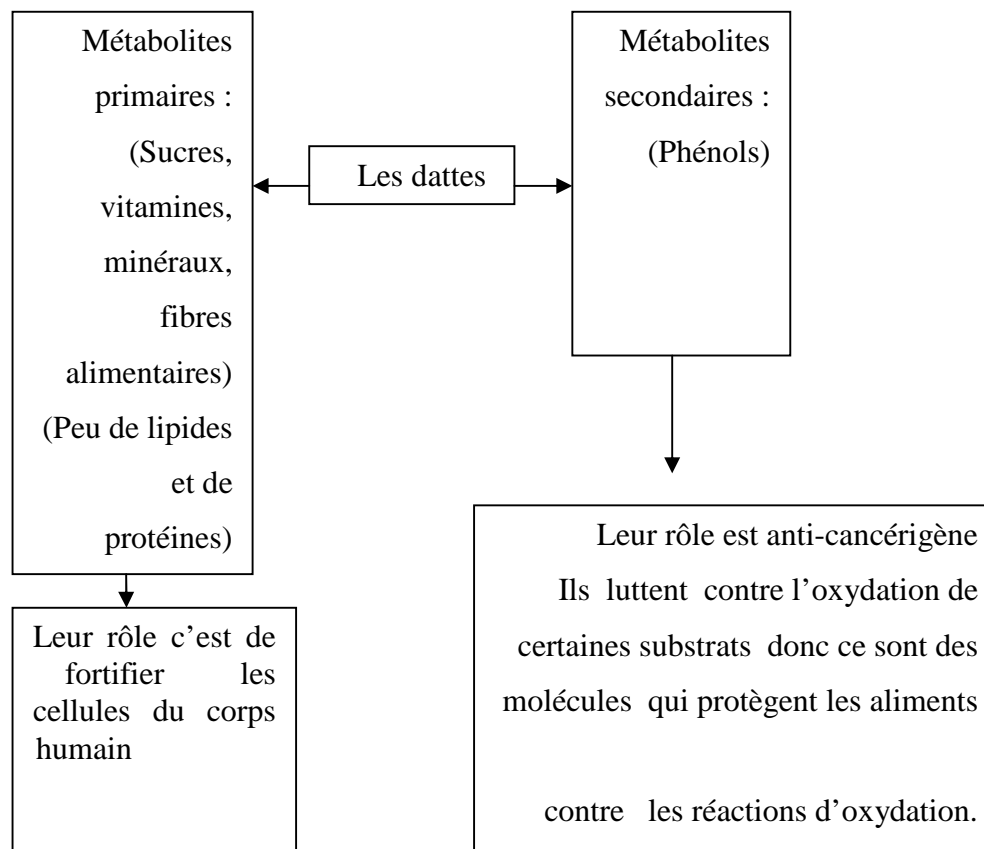 Métabolites
primaires :
(Sucres,
vitamines,
minéraux,
fibres
alimentaires)
(Peu de lipides
et de
protéines)
Les dattes
Métabolites
secondaires :
(Phénols)
Leur rôle c’est de
fortifier les
cellules du corps
humain
Leur rôle est anti-cancérigène
Ils luttent contre l’oxydation de
certaines substrats donc ce sont des
molécules qui protègent les aliments
contre les réactions d’oxydation.